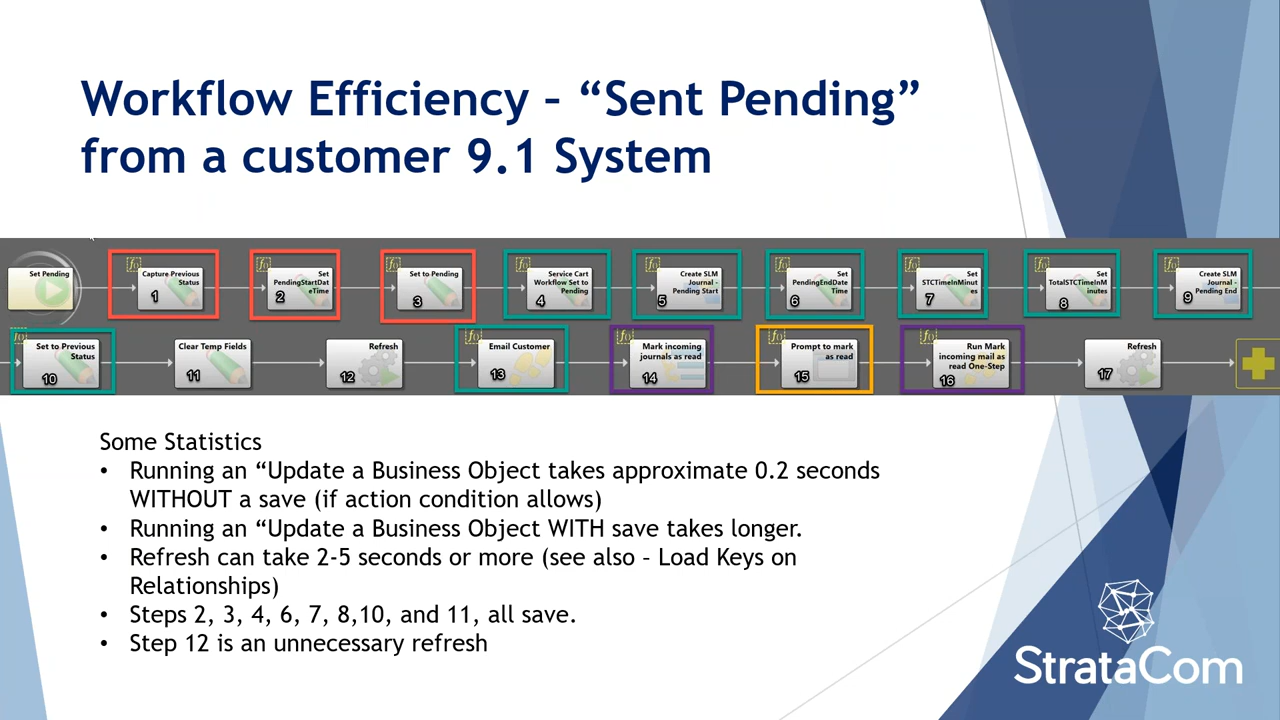 Workflow Efficiency – “Sent Pending”
from a customer 9.1 System
Set Pending
Capture Previous
Status
1
Set
PendingStartDat
eTime
2
Set to Pending
3
Service Cart
Workflow Set to
Pending
4
Create SLM
Journal -
Pending Start
5
Set
PendingEndDate
Time
6
Set
STCTimeInMinut
es
7
Set
TotalSTCTimeInM
inutes
8
Create SLM
Journal -
Pending End
9
Set to Previous
Status
10
Clear Temp Fields
11
Refresh
12
Email Customer
13
Mark incoming
journals as read
14
Prompt to mark
as read
15
Run Mark
incoming mail as
read One-Step
16
Refresh
17
Some Statistics
• Running an “Update a Business Object takes approximate 0.2 seconds
WITHOUT a save (if action condition allows)
• Running an “Update a Business Object WITH save takes longer.
• Refresh can take 2-5 seconds or more (see also – Load Keys on
Relationships)
• Steps 2, 3, 4, 6, 7, 8,10, and 11, all save.
• Step 12 is an unnecessary refresh
StrataCom